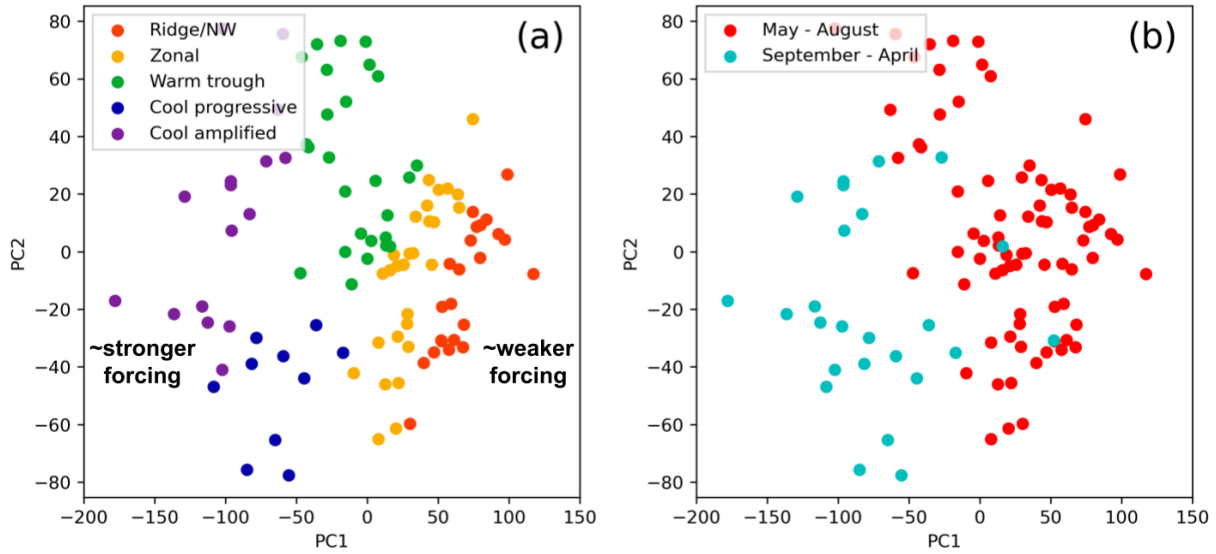 80
60
40
20
0
−20
−40
−60
−80
PC2
−200
−150
−100
−50
0
50
100
150
PC1
Ridge/NW
Zonal
Warm trough
Cool progressive
Cool amplified
(a)
~stronger
forcing
~weaker
forcing
80
60
40
20
0
−20
−40
−60
−80
PC2
−200
−150
−100
−50
0
50
100
150
PC1
May - August
September - April
(b)